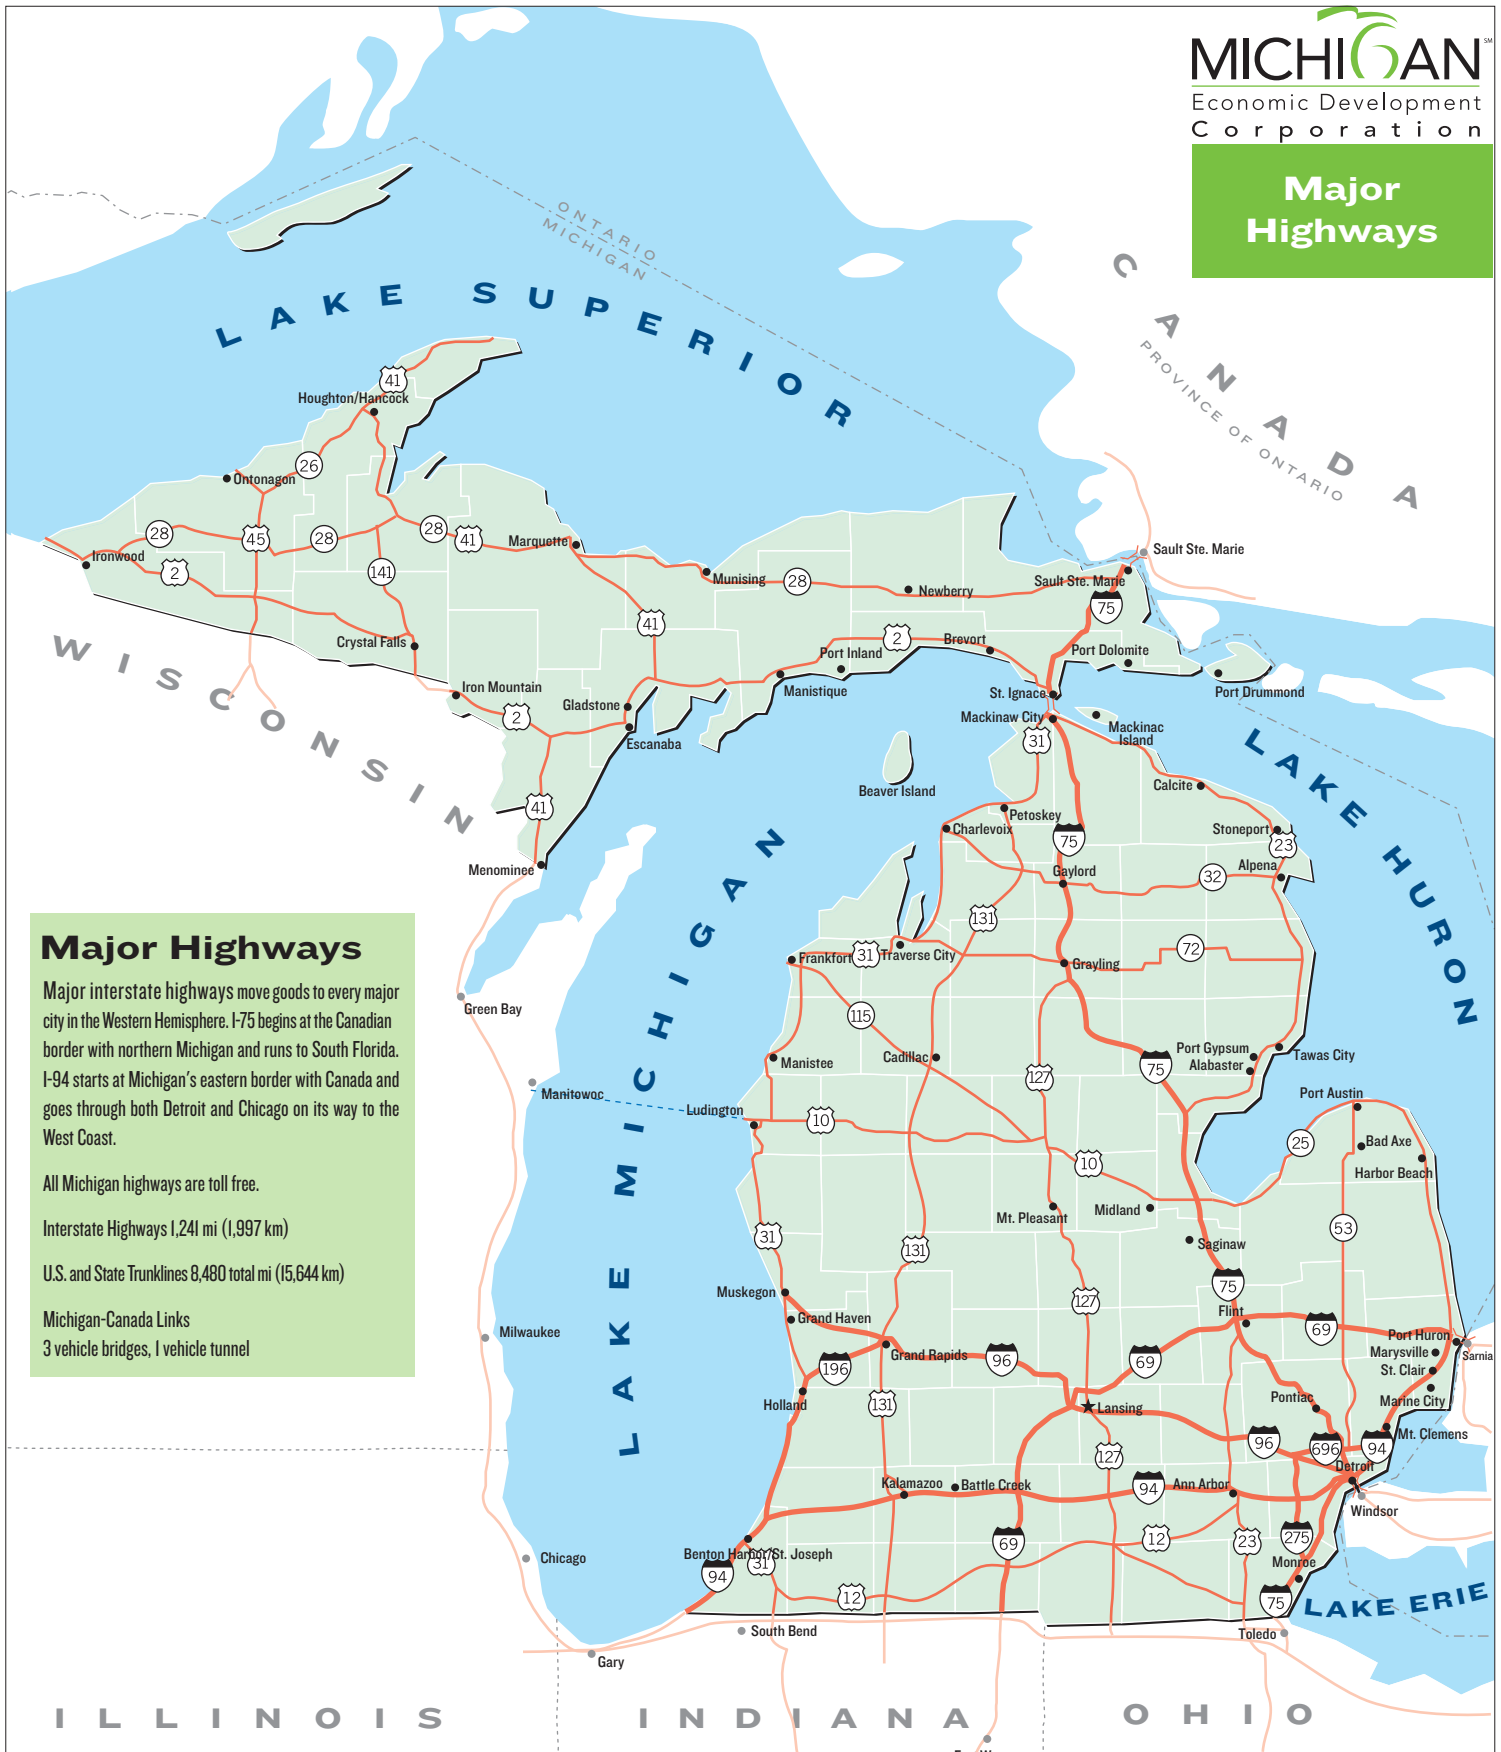 MICHIGAN SM
Economic Development
Corporation
Major
Highways
ONTARIO
MICHIGAN
CANADA
PROVINCE OF ONTARIO
LAKE SUPERIOR
41
Houghton/Hancock
26
Ontonagon
28
45
28
28
41
Marquette
Ironwood
2
141
Munising
28
Newberry
Sault Ste. Marie
Sault Ste. Marie
75
41
Crystal Falls
2
Brevort
Port Inland
Port Dolomite
WISCONSIN
Iron Mountain
2
Gladstone
Manistique
St. Ignace
Port Drummond
Mackinaw City
Mackinac
Island
Escanaba
31
LAKE HURON
Beaver Island
Calcite
41
Petoskey
Charlevoix
75
Stoneport
23
Menominee
Gaylord
32
Alpena
LAKE MICHIGAN
131
72
Frankfort
31
Traverse City
Grayling
Major Highways
Major interstate highways move goods to every major
city in the Western Hemisphere. I-75 begins at the Canadian
border with northern Michigan and runs to South Florida.
I-94 starts at Michigan's eastern border with Canada and
goes through both Detroit and Chicago on its way to the
West Coast.
All Michigan highways are toll free.
Interstate Highways 1,241 mi (1,997 km)
U.S. and State Trunklines 8,480 total mi (15,644 km)
Michigan-Canada Links
3 vehicle bridges, 1 vehicle tunnel
Green Bay
115
Manistee
Cadillac
127
75
Port Gypsum
Alabaster
Tawas City
Manitowoc
Ludington
10
Port Austin
25
Bad Axe
Harbor Beach
10
Mt. Pleasant
Midland
31
131
Saginaw
53
75
Muskegon
127
Flint
Grand Haven
69
Milwaukee
Port Huron
Sarnia
Marysville
St. Clair
Grand Rapids
96
69
196
Holland
131
Lansing
Pontiac
Marine City
Mt. Clemens
96
696
94
127
Detroit
Kalamazoo
Battle Creek
94
Ann Arbor
Windsor
69
12
23
275
Chicago
Benton Harbor/St. Joseph
31
94
Monroe
12
75
LAKE ERIE
South Bend
Toledo
Gary
ILLINOIS
INDIANA
OHIO